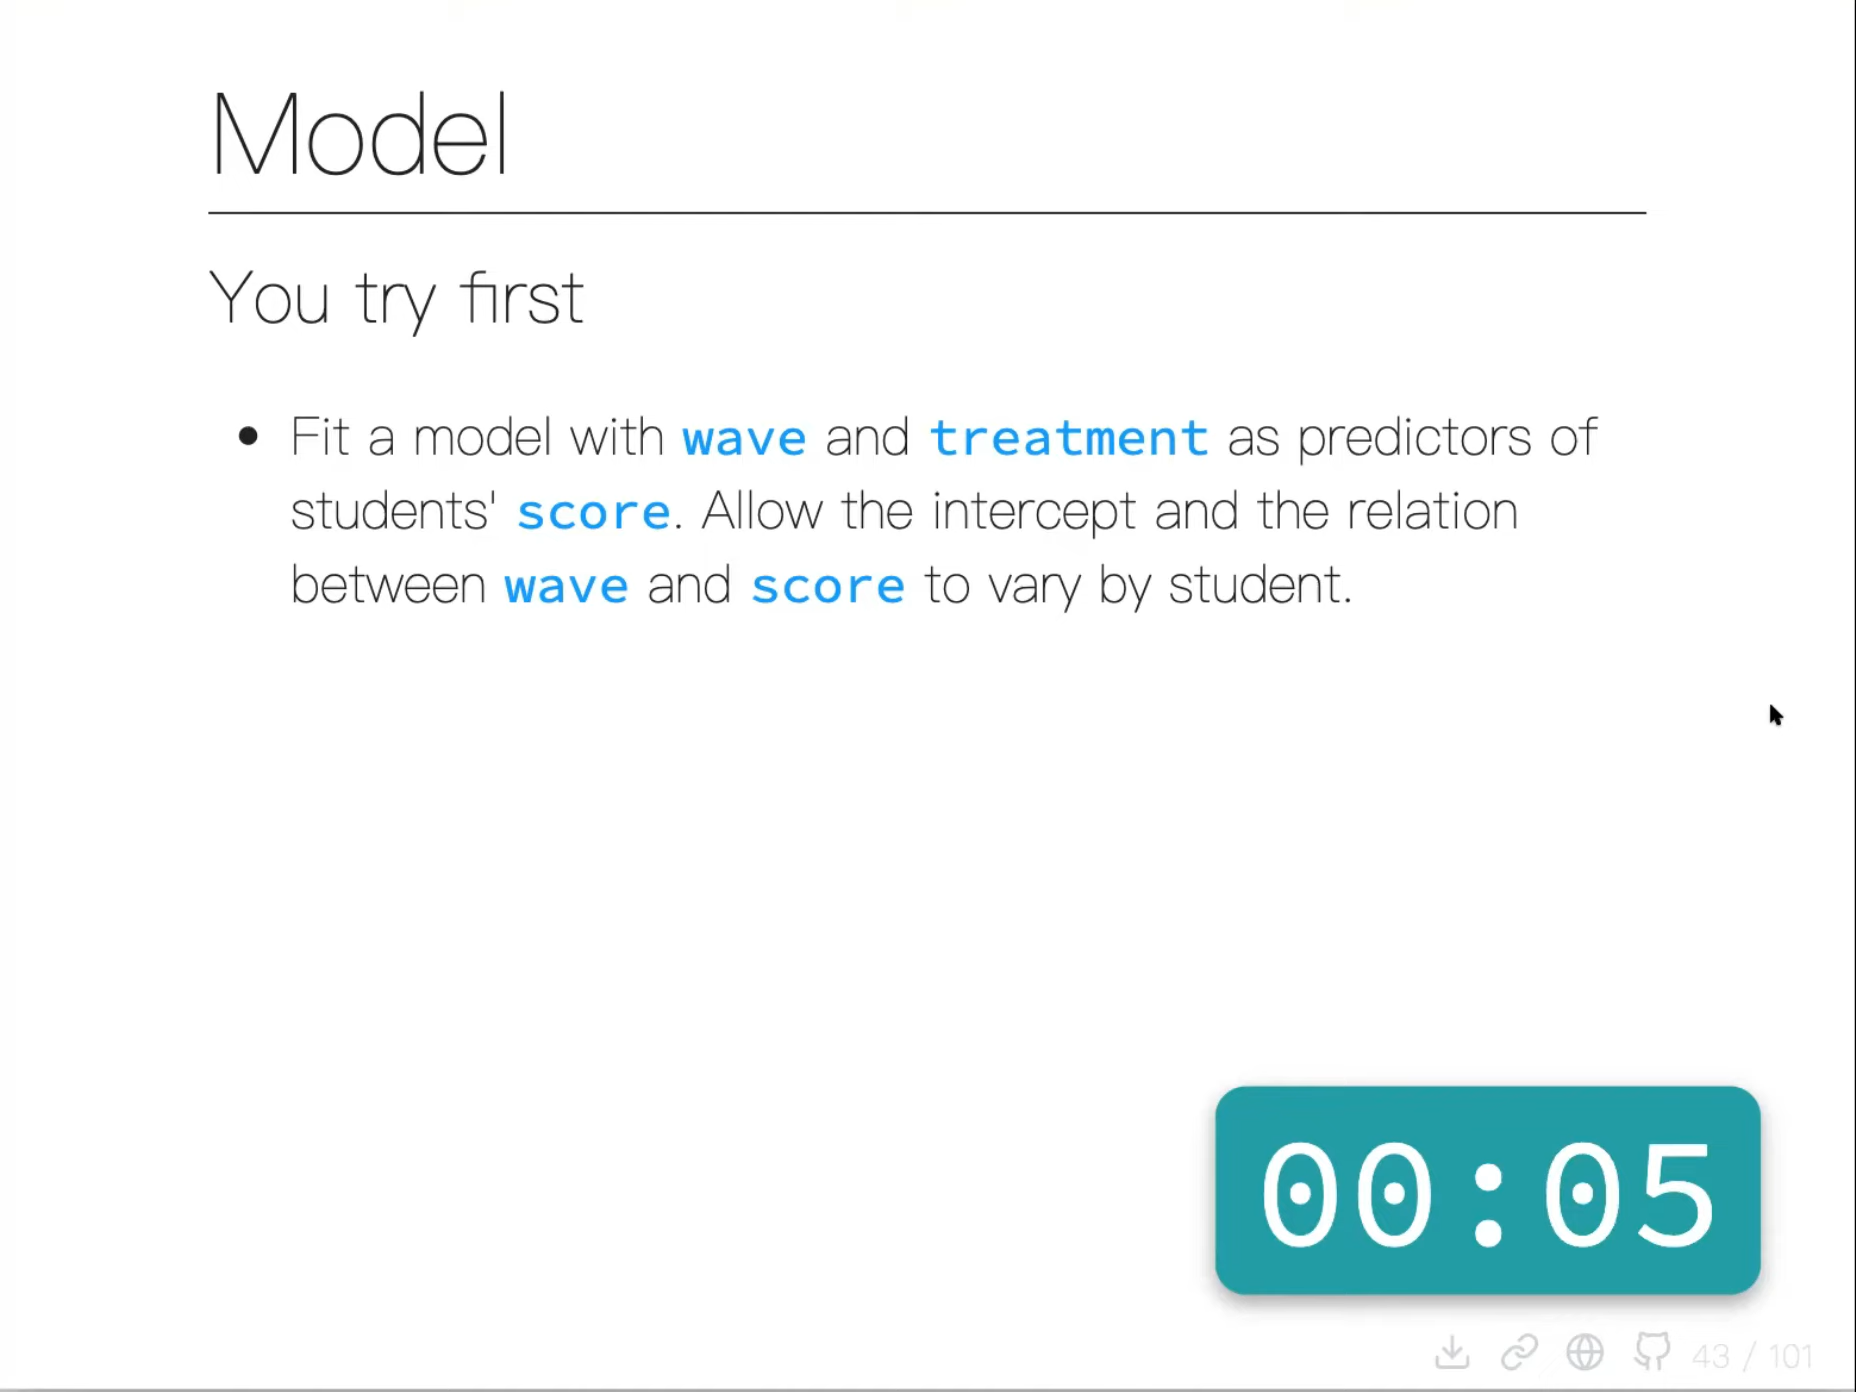 Model
You try first
• Fit a model with wave and treatment as predictors of
students' score. Allow the intercept and the relation
between wave and score to vary by student.
00:05
43 / 101